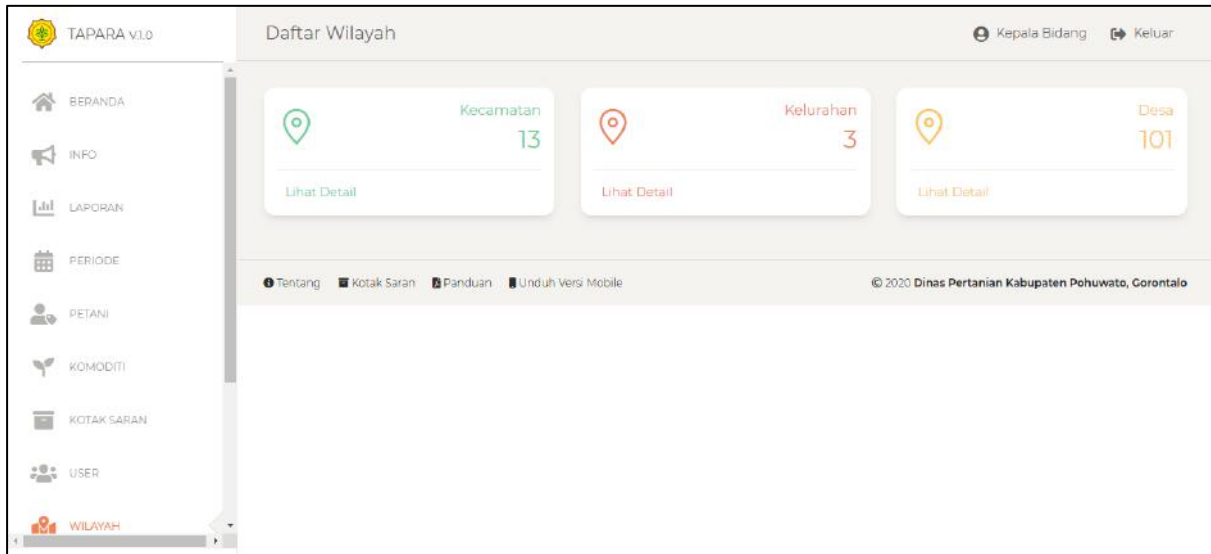 TAPARA v.1.0
BERANDA
INFO
LAPORAN
PERIODE
PETANI
KOMODITI
KOTAK SARAN
USER
WILAYAH
Daftar Wilayah
Kepala Bidang Keluar
Kecamatan
13
Lihat Detail
Kelurahan
3
Lihat Detail
Desa
101
Lihat Detail
Tentang Kotak Saran Panduan Unduh Versi Mobile
© 2020 Dinas Pertanian Kabupaten Pohuwato, Gorontalo